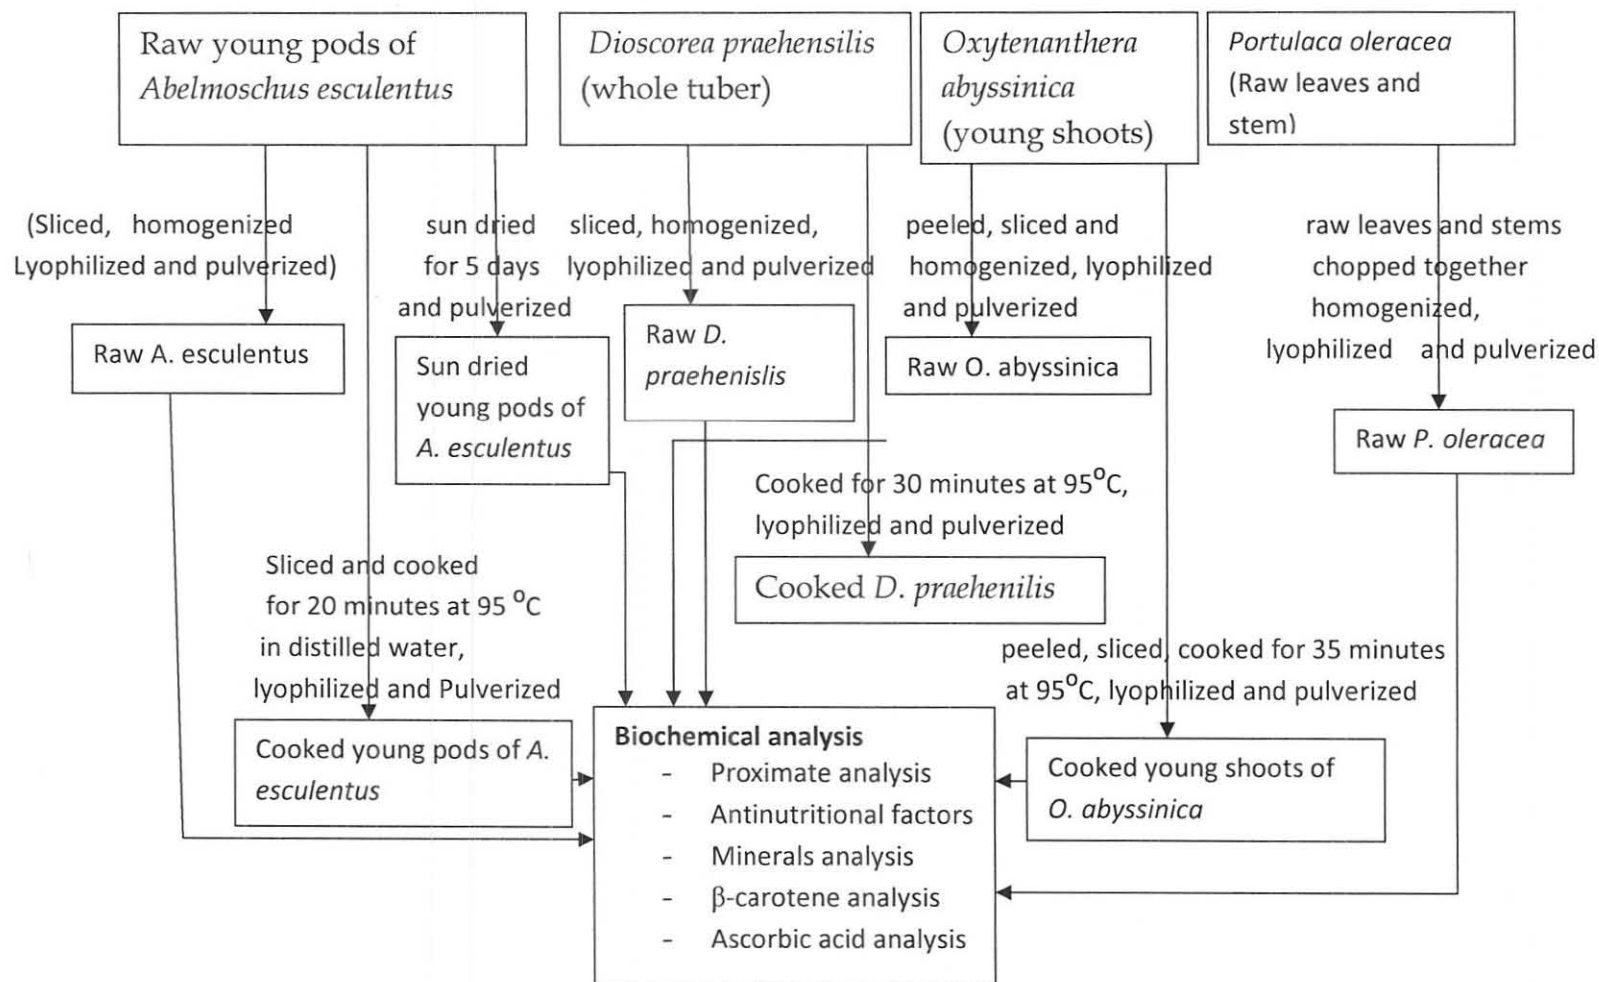 Raw young pods of
Abelmoschus esculentus
Dioscorea praehensilis
(whole tuber)
Oxytenanthera
abyssinica
(young shoots)
Portulaca oleracea
(Raw leaves and
stem)
(Sliced, homogenized
Lyophilized and pulverized)
sun dried
for 5 days
and pulverized
sliced, homogenized,
lyophilized and pulverized
peeled, sliced and
homogenized, lyophilized
and pulverized
raw leaves and stems
chopped together
homogenized,
lyophilized and pulverized
Raw A. esculentus
Sun dried
young pods of
A. esculentus
Raw D.
praehenislis
Raw O. abyssinica
Raw P. oleracea
Cooked for 30 minutes at 95°C,
lyophilized and pulverized
Cooked D. praehenilis
Sliced and cooked
for 20 minutes at 95 °C
in distilled water,
lyophilized and Pulverized
peeled, sliced, cooked for 35 minutes
at 95°C, lyophilized and pulverized
Cooked young pods of A.
esculentus
Biochemical analysis
- Proximate analysis
- Antinutritional factors
- Minerals analysis
- β-carotene analysis
- Ascorbic acid analysis
Cooked young shoots of
O. abyssinica